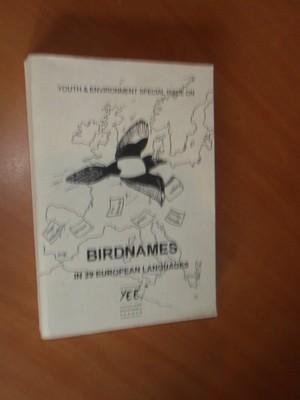 YOUTH & ENVIRONMENT SPECIAL ISSUE ON
BIRDNAMES
IN 29 EUROPEAN LANGUAGES
YEE